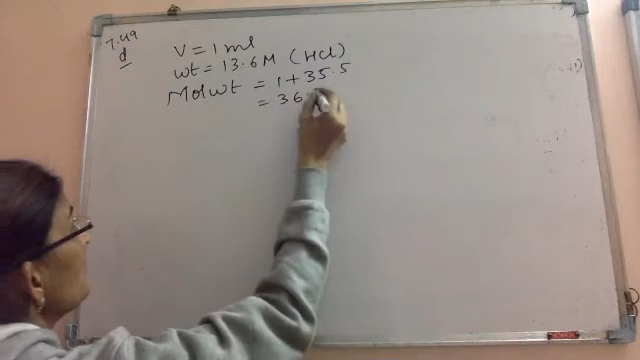 7.49
d
V = 1 ml
wt = 13.6 M (HCl)
Mol wt = 1 + 35.5
= 36